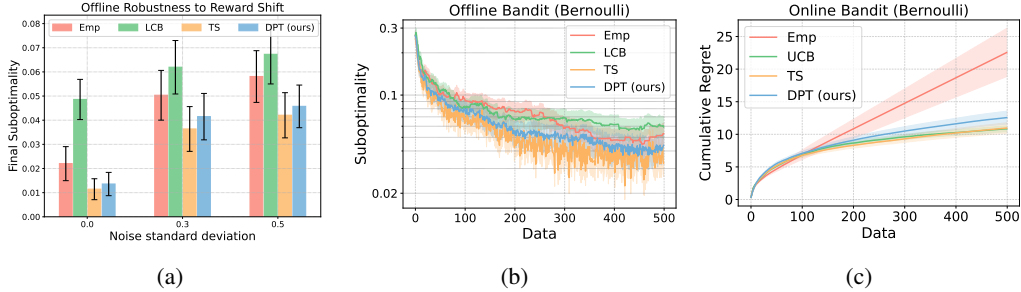 Offline Robustness to Reward Shift
Emp LCB TS DPT (ours)
Final Suboptimality
0.08
0.07
0.06
0.05
0.04
0.03
0.02
0.01
0.00
0.0 0.3 0.5
Noise standard deviation
(a)
Offline Bandit (Bernoulli)
Emp
LCB
TS
DPT (ours)
Suboptimality
0.3
0.1
0.02
0 100 200 300 400 500
Data
(b)
Online Bandit (Bernoulli)
Emp
UCB
TS
DPT (ours)
Cumulative Regret
25
20
15
10
5
0
0 100 200 300 400 500
Data
(c)